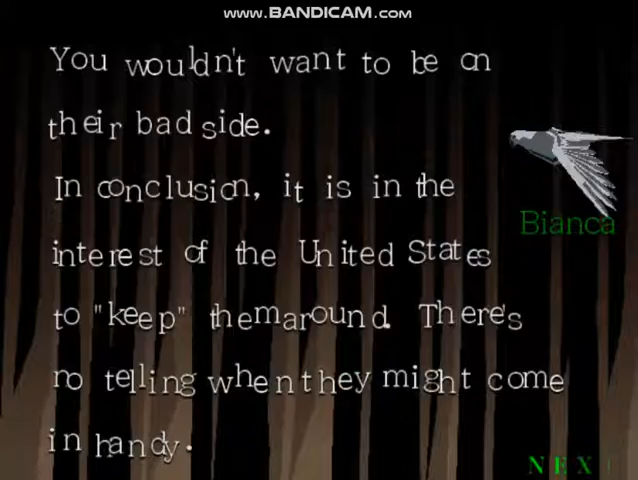 www.BANDICAM.com
You wouldn't want to be on
their bad side.
Bianca
In conclusion, it is in the
interest of the United States
to "keep" them around. There's
no telling when they might come
in handy.
NEXT